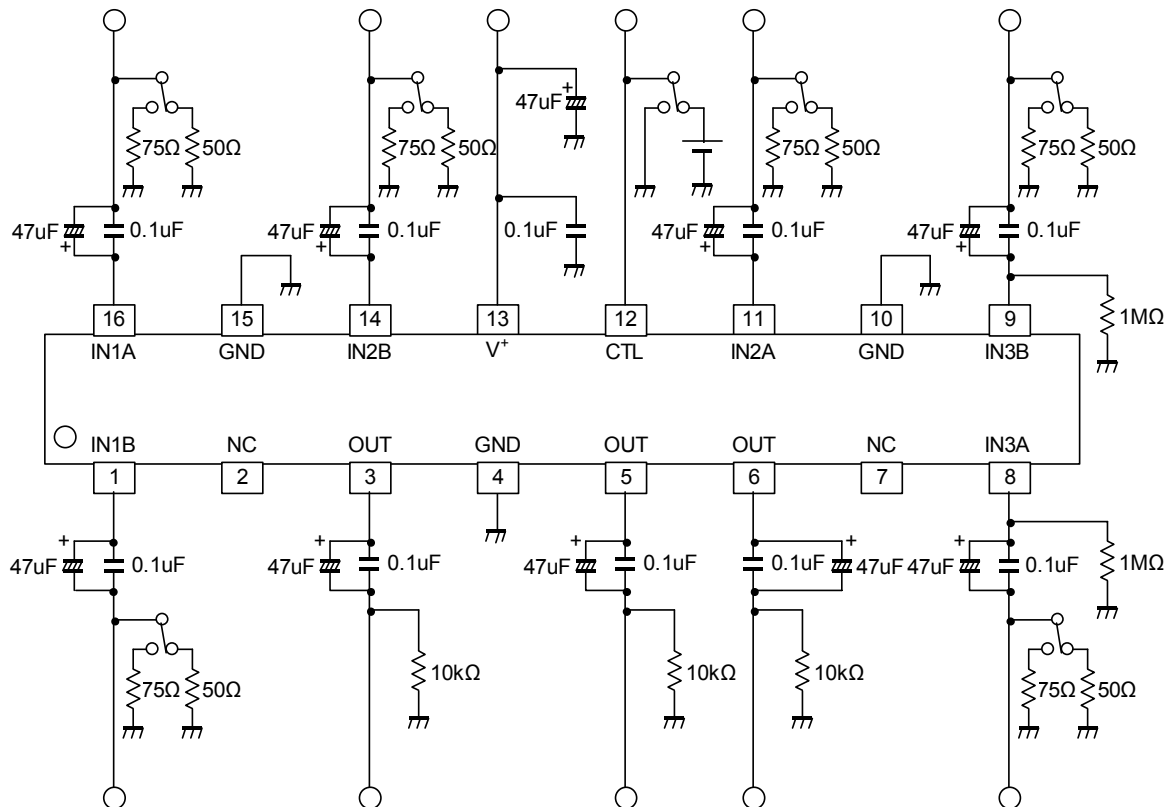 47uF +
75Ω 50Ω 75Ω 50Ω 75Ω 50Ω 75Ω 50Ω
47uF + 0.1uF 47uF + 0.1uF 0.1uF 47uF + 0.1uF 47uF + 0.1uF
16 15 14 13 12 11 10 9 1MΩ
IN1A GND IN2B V+ CTL IN2A GND IN3B
IN1B NC OUT GND OUT OUT NC IN3A
1 2 3 4 5 6 7 8
+ + + + +
47uF 0.1uF 47uF 0.1uF 47uF 0.1uF 0.1uF 47uF 47uF 0.1uF 1MΩ
75Ω 50Ω 10kΩ 10kΩ 10kΩ 75Ω 50Ω